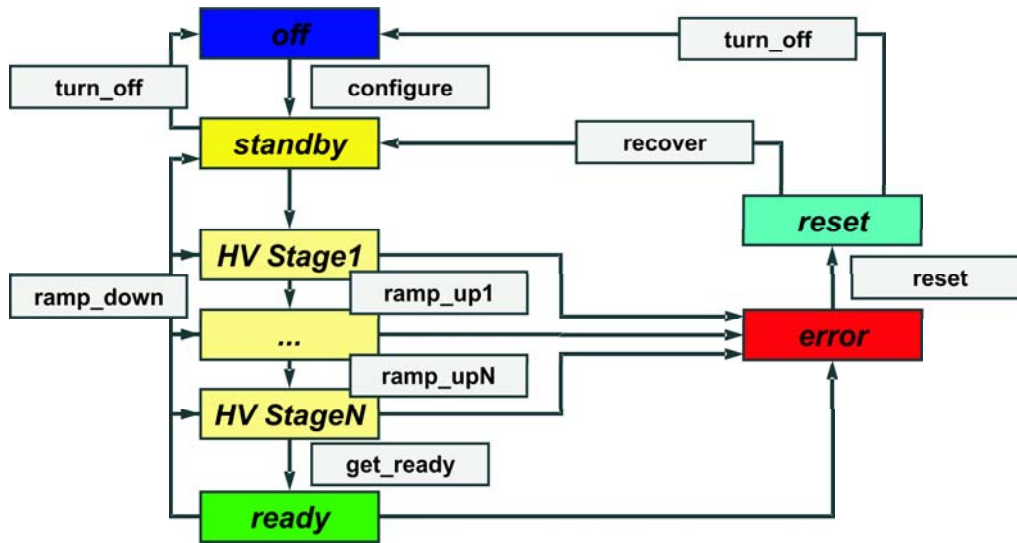 off
turn_off
turn_off
configure
standby
recover
reset
HV Stage1
ramp_down
ramp_up1
reset
...
error
ramp_upN
HV StageN
get_ready
ready